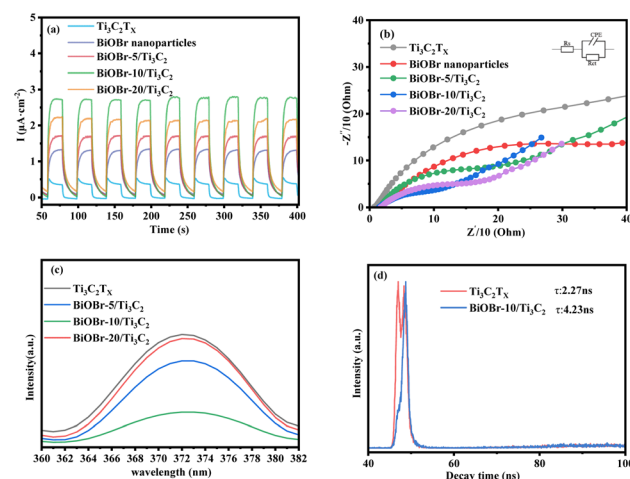 (a)
Ti₃C₂Tₓ
BiOBr nanoparticles
BiOBr-5/Ti₃C₂
BiOBr-10/Ti₃C₂
BiOBr-20/Ti₃C₂
I (μA·cm⁻²)
6
5
4
3
2
1
0
50 100 150 200 250 300 350 400
Time (s)
(b)
Ti₃C₂Tₓ
BiOBr nanoparticles
BiOBr-5/Ti₃C₂
BiOBr-10/Ti₃C₂
BiOBr-20/Ti₃C₂
Rs
CPE
Rct
-Z''/10 (Ohm)
40
30
20
10
0
0 10 20 30 40
Z'/10 (Ohm)
(c)
Ti₃C₂Tₓ
BiOBr-5/Ti₃C₂
BiOBr-10/Ti₃C₂
BiOBr-20/Ti₃C₂
Intensity(a.u.)
360 362 364 366 368 370 372 374 376 378 380 382
wavelength (nm)
(d)
Ti₃C₂Tₓ τ:2.27ns
BiOBr-10/Ti₃C₂ τ:4.23ns
Intensity (a.u.)
40 60 80 100
Decay time (ns)